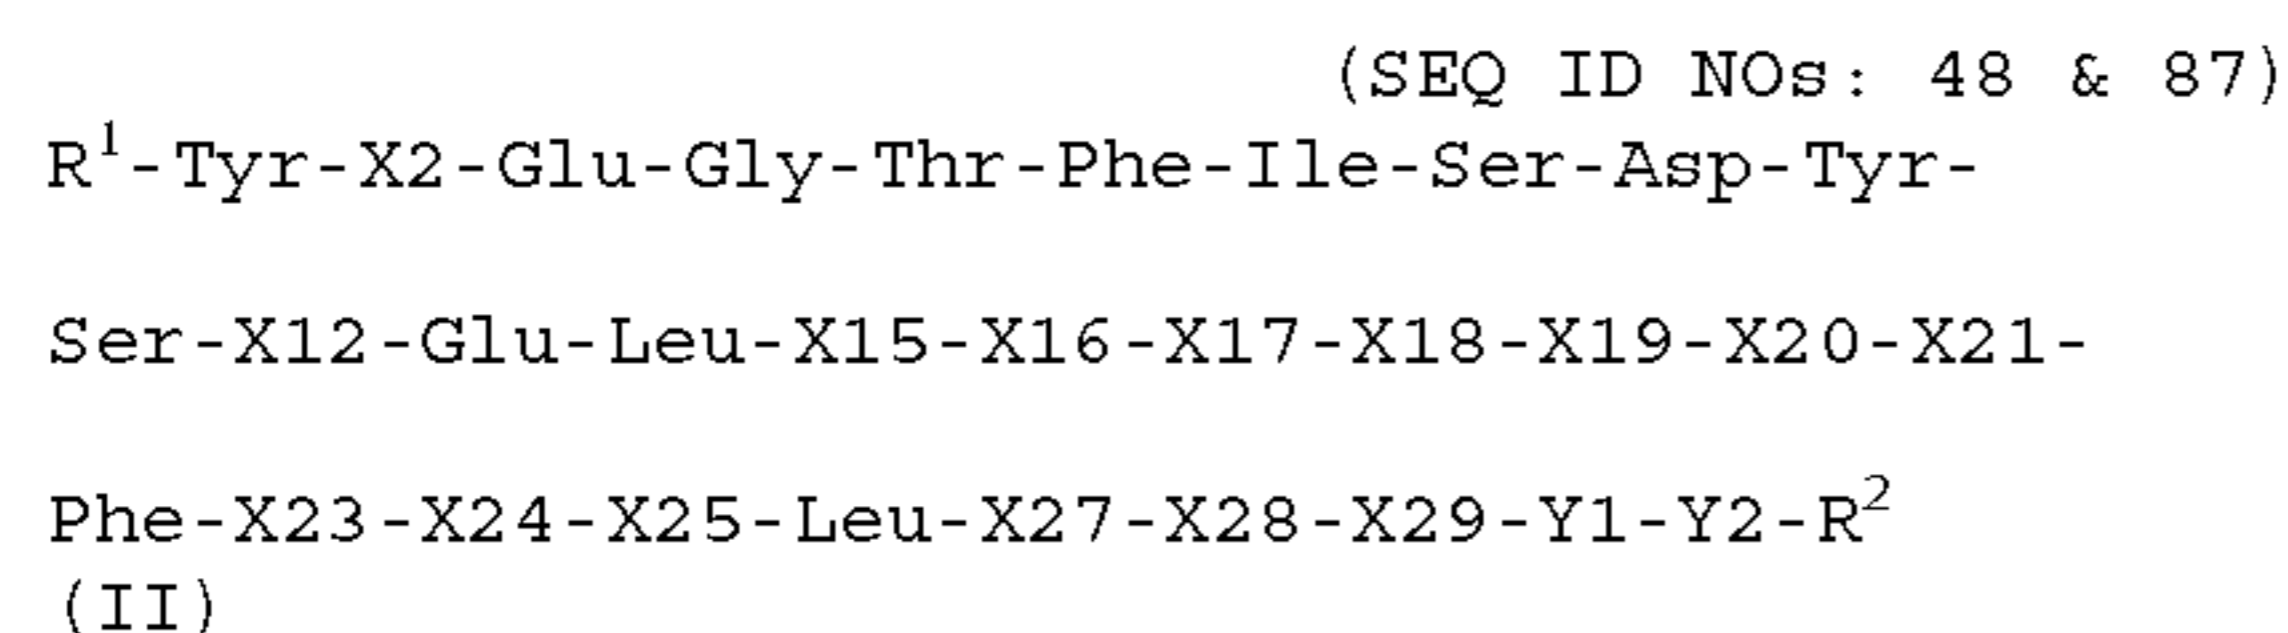 (SEQ ID NOs: 48 & 87)
R¹-Tyr-X2-Glu-Gly-Thr-Phe-Ile-Ser-Asp-Tyr-
Ser-X12-Glu-Leu-X15-X16-X17-X18-X19-X20-X21-
Phe-X23-X24-X25-Leu-X27-X28-X29-Y1-Y2-R²
(II)